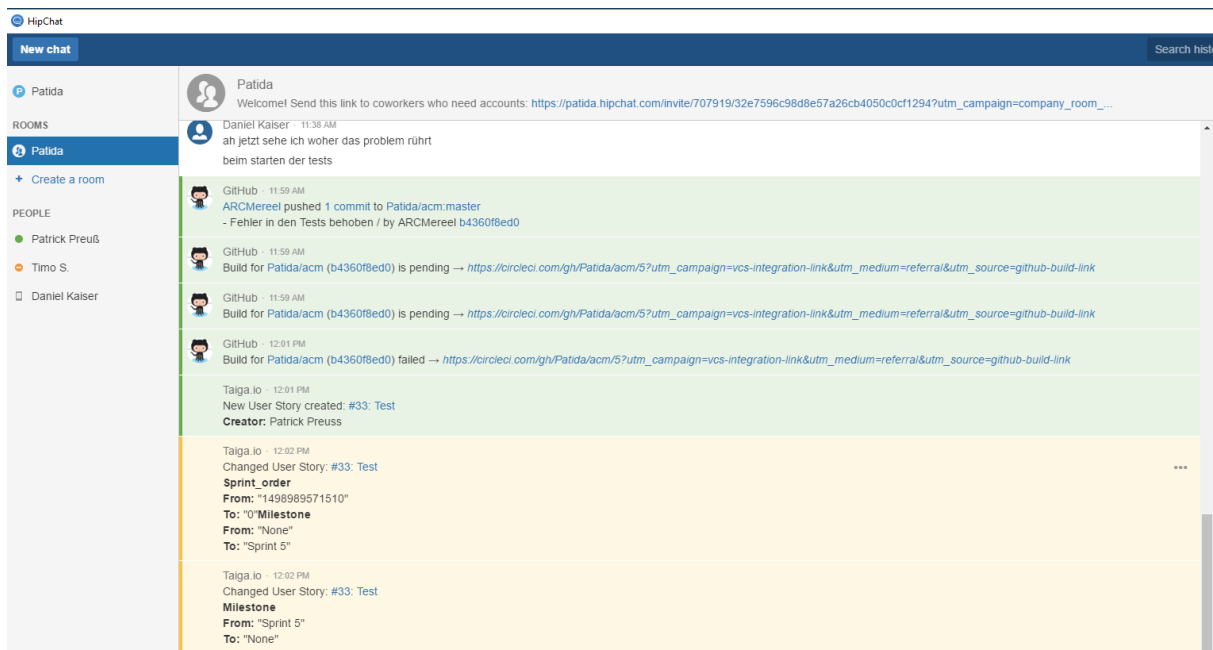 HipChat
New chat
Search hist
Patida
ROOMS
Patida
+ Create a room
PEOPLE
Patrick Preuß
Timo S.
Daniel Kaiser
Patida
Welcome! Send this link to coworkers who need accounts: https://patida.hipchat.com/invite/707919/32e7596c98d8e57a26cb4050c0cf1294?utm_campaign=company_room_...
Daniel Kaiser · 11:38 AM
ah jetzt sehe ich woher das problem rührt
beim starten der tests
GitHub · 11:59 AM
ARCMereel pushed 1 commit to Patida/acm:master
- Fehler in den Tests behoben / by ARCMereel b4360f8ed0
GitHub · 11:59 AM
Build for Patida/acm (b4360f8ed0) is pending → https://circleci.com/gh/Patida/acm/5?utm_campaign=vcs-integration-link&utm_medium=referral&utm_source=github-build-link
GitHub · 11:59 AM
Build for Patida/acm (b4360f8ed0) is pending → https://circleci.com/gh/Patida/acm/5?utm_campaign=vcs-integration-link&utm_medium=referral&utm_source=github-build-link
GitHub · 12:01 PM
Build for Patida/acm (b4360f8ed0) failed → https://circleci.com/gh/Patida/acm/5?utm_campaign=vcs-integration-link&utm_medium=referral&utm_source=github-build-link
Taiga.io · 12:01 PM
New User Story created: #33: Test
Creator: Patrick Preuss
Taiga.io · 12:02 PM
Changed User Story: #33: Test
Sprint_order
From: "1498989571510"
To: "0"Milestone
From: "None"
To: "Sprint 5"
Taiga.io · 12:02 PM
Changed User Story: #33: Test
Milestone
From: "Sprint 5"
To: "None"